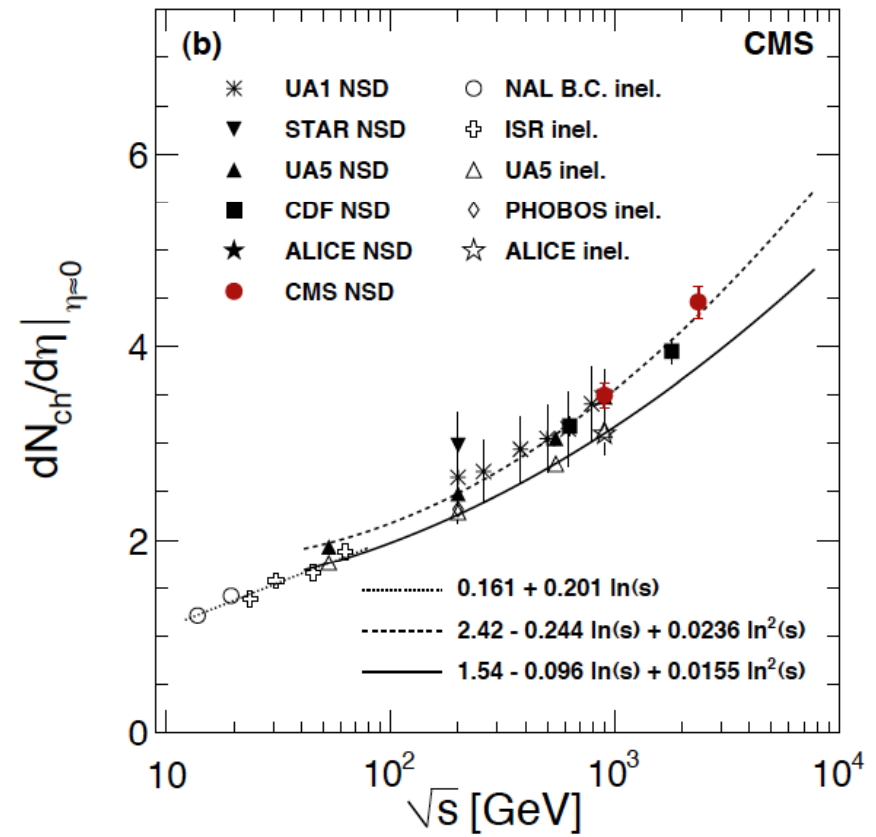 (b) CMS
UA1 NSD NAL B.C. inel.
STAR NSD ISR inel.
UA5 NSD UA5 inel.
CDF NSD PHOBOS inel.
ALICE NSD ALICE inel.
CMS NSD
dN_ch/dη|_η≈0
6
4
2
0
0.161 + 0.201 ln(s)
2.42 - 0.244 ln(s) + 0.0236 ln²(s)
1.54 - 0.096 ln(s) + 0.0155 ln²(s)
10 10² 10³ 10⁴
√s [GeV]